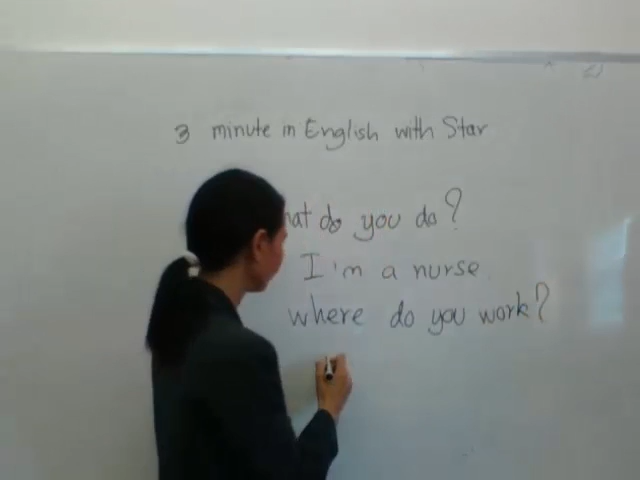 3 minute in English with Star
do you do?
I'm a nurse
where do you work?